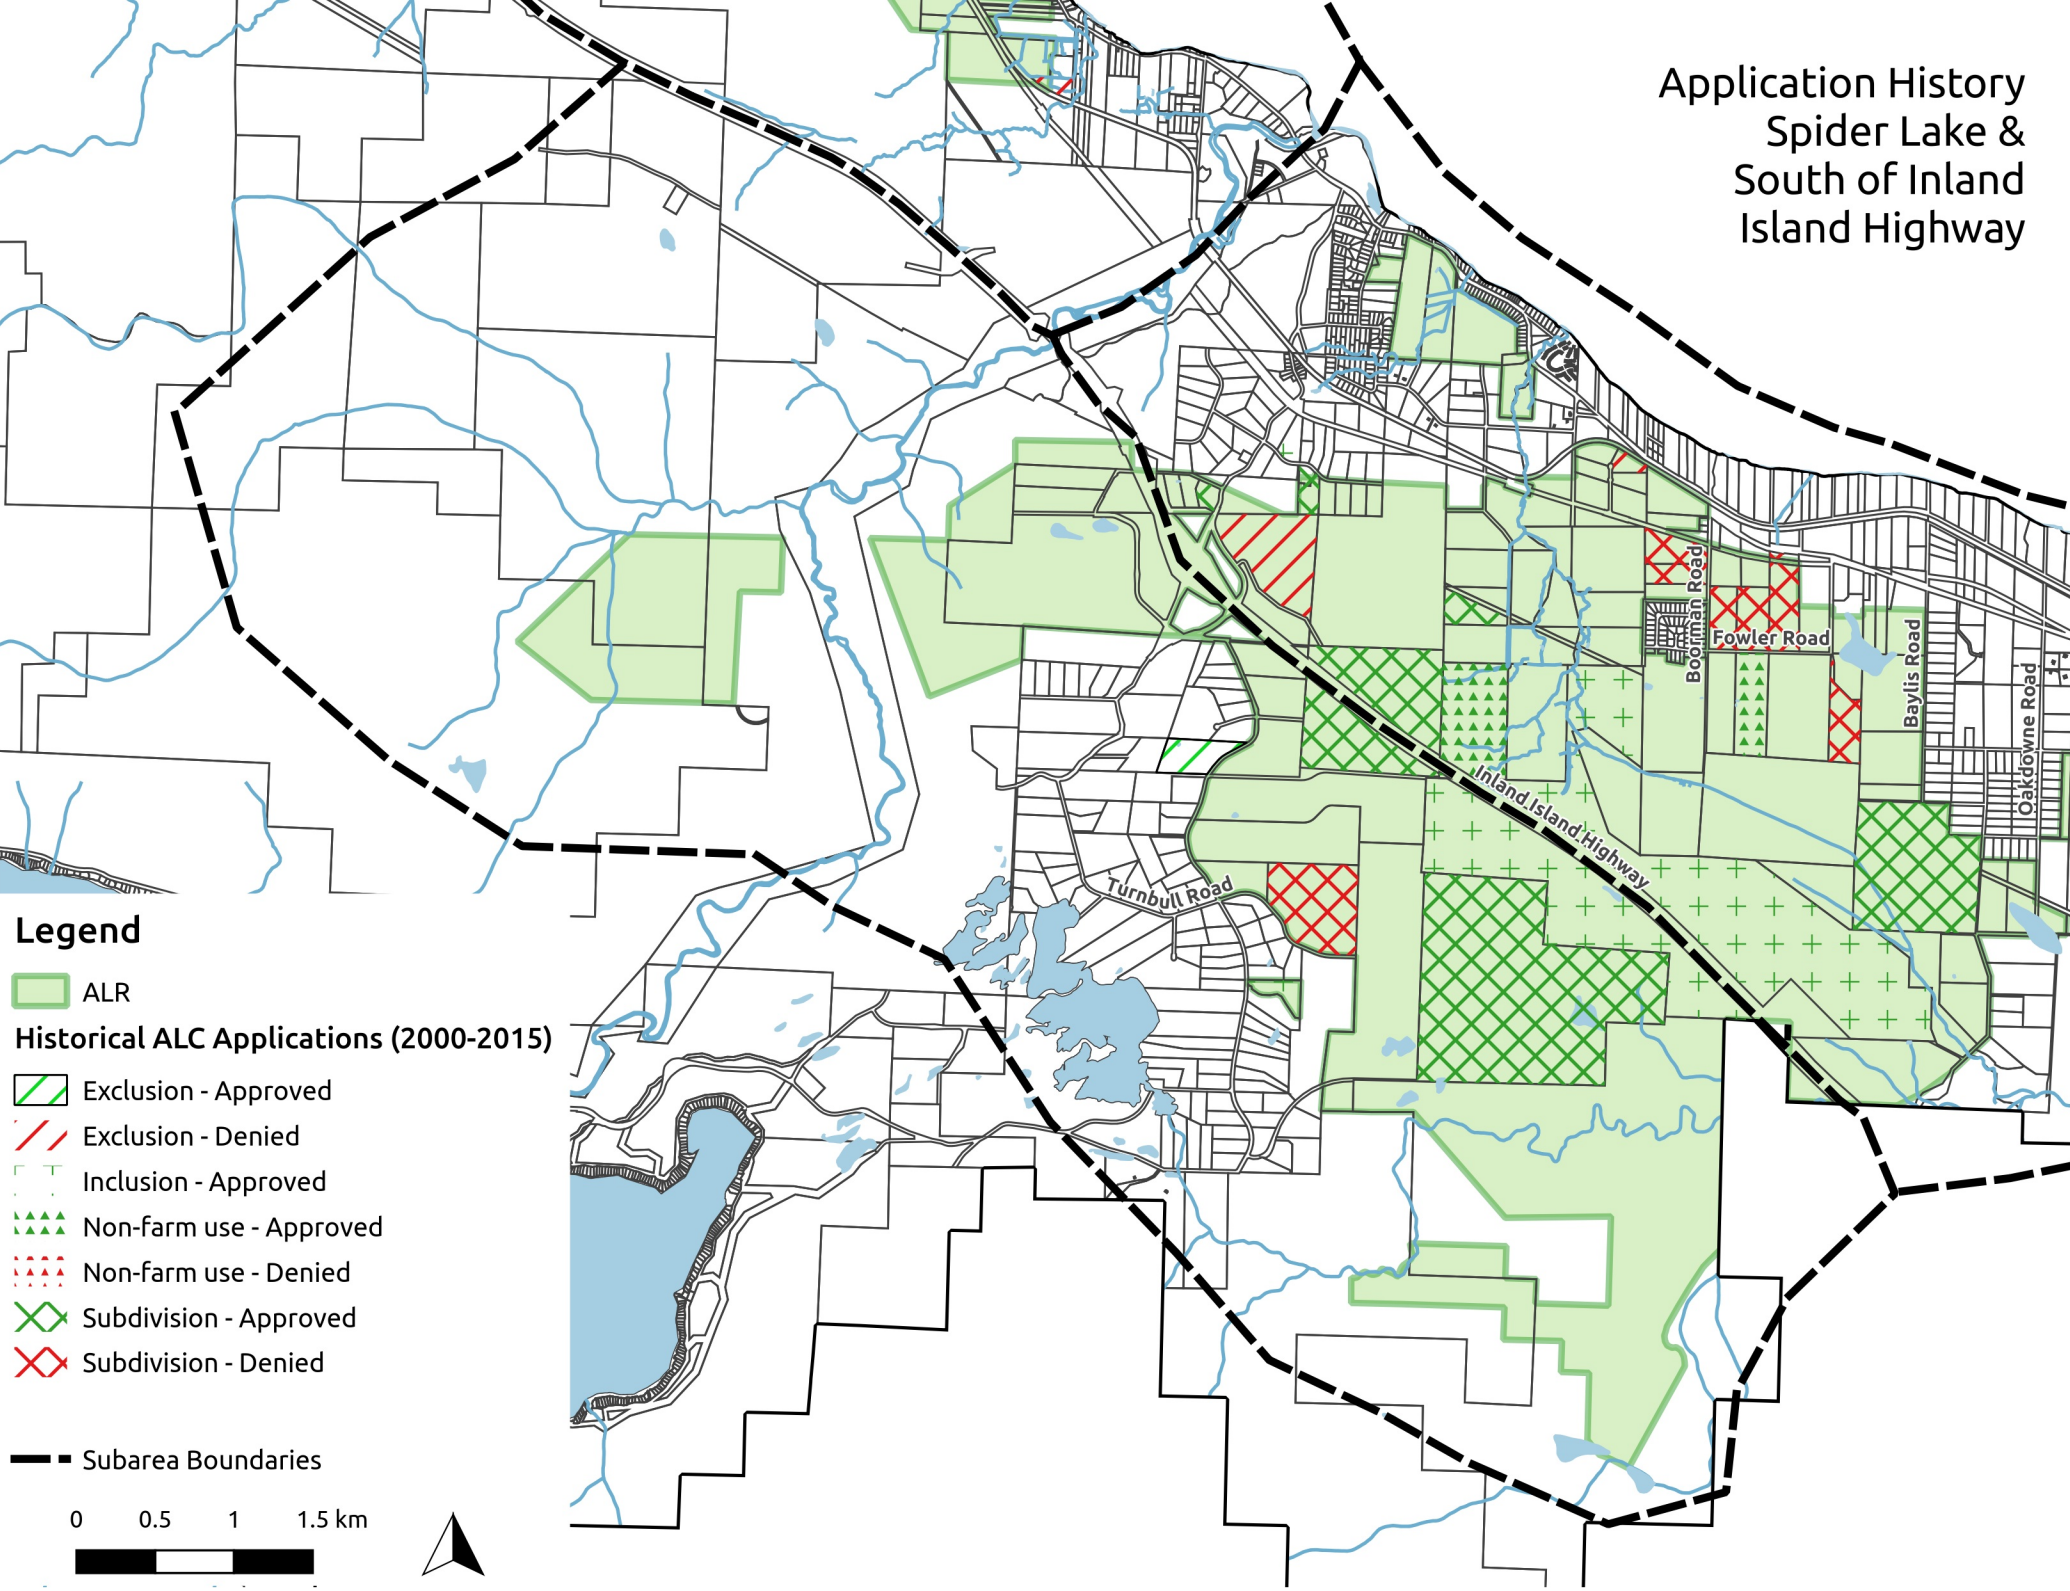 Application History
Spider Lake &
South of Inland
Island Highway
Boorman Road
Fowler Road
Baylis Road
Oakdowne Road
Inland Island Highway
Turnbull Road
Legend
ALR
Historical ALC Applications (2000-2015)
Exclusion - Approved
Exclusion - Denied
Inclusion - Approved
Non-farm use - Approved
Non-farm use - Denied
Subdivision - Approved
Subdivision - Denied
Subarea Boundaries
0 0.5 1 1.5 km